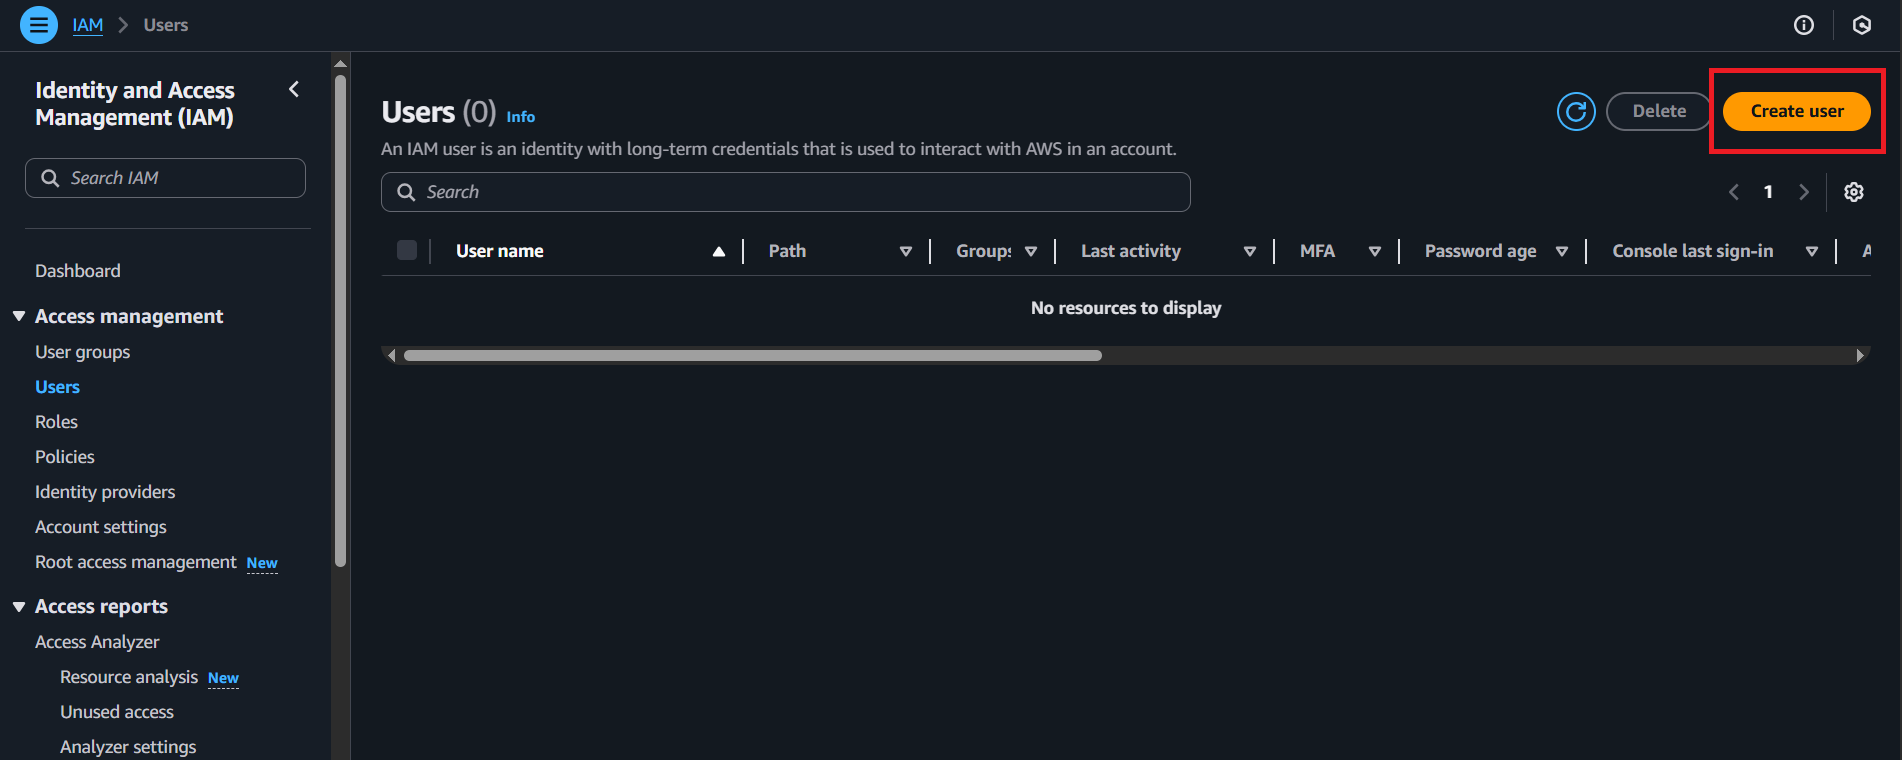 IAM > Users
Identity and Access
Management (IAM)
Search IAM
Dashboard
Access management
User groups
Users
Roles
Policies
Identity providers
Account settings
Root access management New
Access reports
Access Analyzer
Resource analysis New
Unused access
Analyzer settings
Users (0) Info
Delete
Create user
An IAM user is an identity with long-term credentials that is used to interact with AWS in an account.
Search
1
User name Path Groups Last activity MFA Password age Console last sign-in A
No resources to display